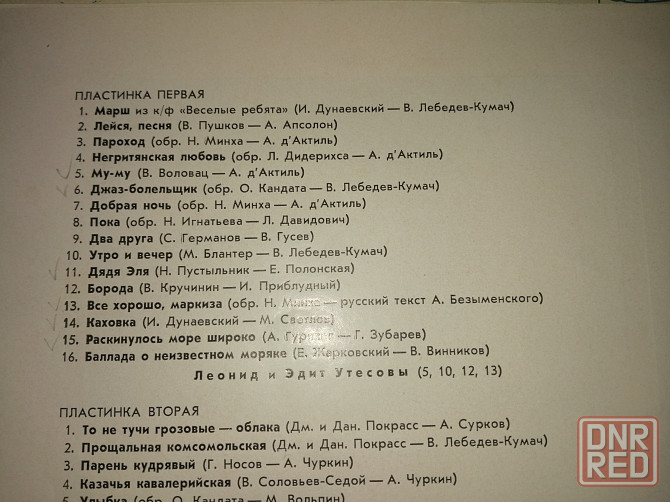 ПЛАСТИНКА ПЕРВАЯ
1. Марш из к/ф «Веселые ребята» (И. Дунаевский — В. Лебедев-Кумач)
2. Лейся, песня (В. Пушков — А. Апсолон)
3. Пароход (обр. Н. Минха — А. д'Актиль)
4. Негритянская любовь (обр. Л. Дидерихса — А. д'Актиль)
5. Му-му (В. Воловац — А. д'Актиль)
6. Джаз-болельщик (обр. О. Кандата — В. Лебедев-Кумач)
7. Добрая ночь (обр. Н. Минха — А. д'Актиль)
8. Пока (обр. Н. Игнатьева — Л. Давидович)
9. Два друга (С. Германов — В. Гусев)
10. Утро и вечер (М. Блантер — В. Лебедев-Кумач)
11. Дядя Эля (Н. Пустыльник — Е. Полонская)
12. Борода (В. Кручинин — И. Приблудный)
13. Все хорошо, маркиза (обр. Н. Минха — русский текст А. Безыменского)
14. Каховка (И. Дунаевский — М. Светлов)
15. Раскинулось море широко (А. — Г. Зубарев)
16. Баллада о неизвестном моряке (Е. Жарковский — В. Винников)
Леонид и Эдит Утесовы (5, 10, 12, 13)
ПЛАСТИНКА ВТОРАЯ
1. То не тучи грозовые — облака (Дм. и Дан. Покрасс — А. Сурков)
2. Прощальная комсомольская (Дм. и Дан. Покрасс — В. Лебедев-Кумач)
3. Парень кудрявый (Г. Носов — А. Чуркин)
4. Казачья кавалерийская (В. Соловьев-Седой — А. Чуркин)
5. Улыбка (обр. О. Кандата — М. Вольпин)
DNR
RED